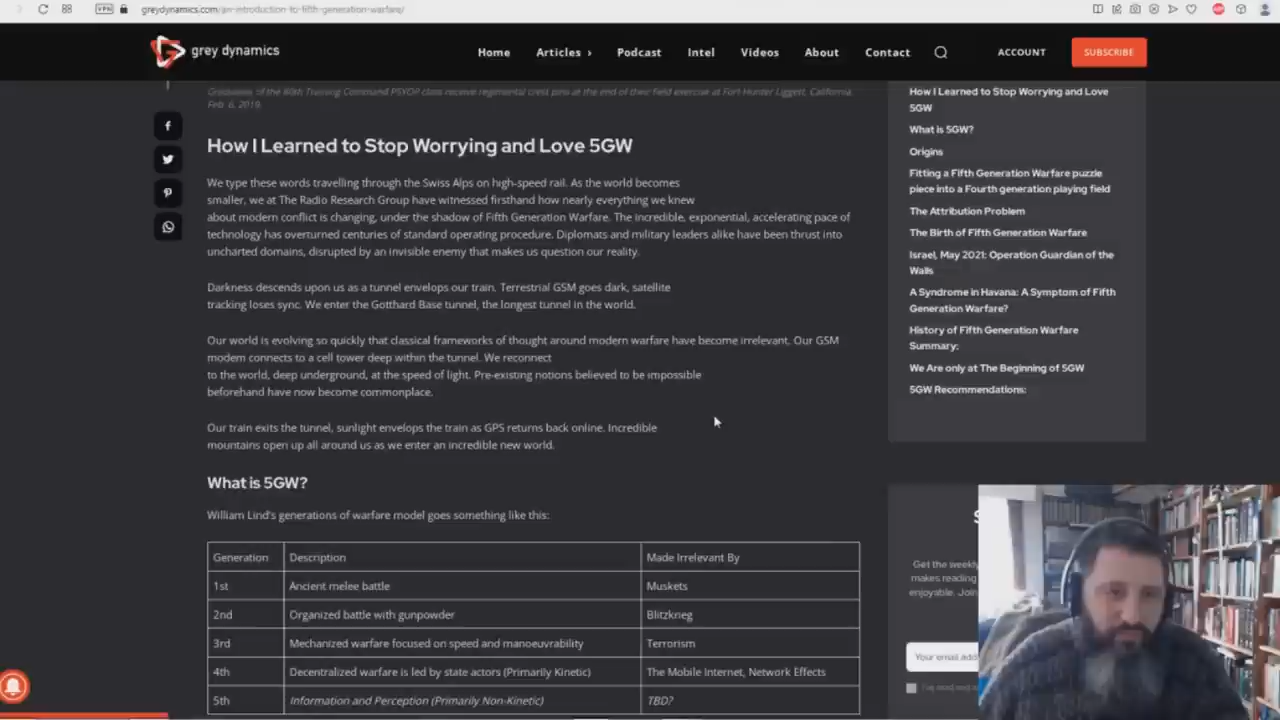 VPN
greydynamics.com/an-introduction-to-fifth-generation-warfare/
grey dynamics
Home
Articles
Podcast
Intel
Videos
About
Contact
ACCOUNT
SUBSCRIBE
Graduates of the 80th Training Command PSYOP class receive regimental crest pins at the end of their field exercise at Fort Hunter Liggett, California,
Feb. 6, 2019.
How I Learned to Stop Worrying and Love 5GW
We type these words travelling through the Swiss Alps on high-speed rail. As the world becomes
smaller, we at The Radio Research Group have witnessed firsthand how nearly everything we knew
about modern conflict is changing, under the shadow of Fifth Generation Warfare. The incredible, exponential, accelerating pace of
technology has overturned centuries of standard operating procedure. Diplomats and military leaders alike have been thrust into
uncharted domains, disrupted by an invisible enemy that makes us question our reality.
Darkness descends upon us as a tunnel envelops our train. Terrestrial GSM goes dark, satellite
tracking loses sync. We enter the Gotthard Base tunnel, the longest tunnel in the world.
Our world is evolving so quickly that classical frameworks of thought around modern warfare have become irrelevant. Our GSM
modem connects to a cell tower deep within the tunnel. We reconnect
to the world, deep underground, at the speed of light. Pre-existing notions believed to be impossible
beforehand have now become commonplace.
Our train exits the tunnel, sunlight envelops the train as GPS returns back online. Incredible
mountains open up all around us as we enter an incredible new world.
What is 5GW?
William Lind's generations of warfare model goes something like this:
Generation Description Made Irrelevant By
1st Ancient melee battle Muskets
2nd Organized battle with gunpowder Blitzkrieg
3rd Mechanized warfare focused on speed and manoeuvrability Terrorism
4th Decentralized warfare is led by state actors (Primarily Kinetic) The Mobile Internet, Network Effects
5th Information and Perception (Primarily Non-Kinetic) TBD?
How I Learned to Stop Worrying and Love
5GW
What is 5GW?
Origins
Fitting a Fifth Generation Warfare puzzle
piece into a Fourth generation playing field
The Attribution Problem
The Birth of Fifth Generation Warfare
Israel, May 2021: Operation Guardian of the
Walls
A Syndrome in Havana: A Symptom of Fifth
Generation Warfare?
History of Fifth Generation Warfare
Summary:
We Are only at The Beginning of 5GW
5GW Recommendations:
S
Get the weekly
makes reading
enjoyable. Join
Your email add